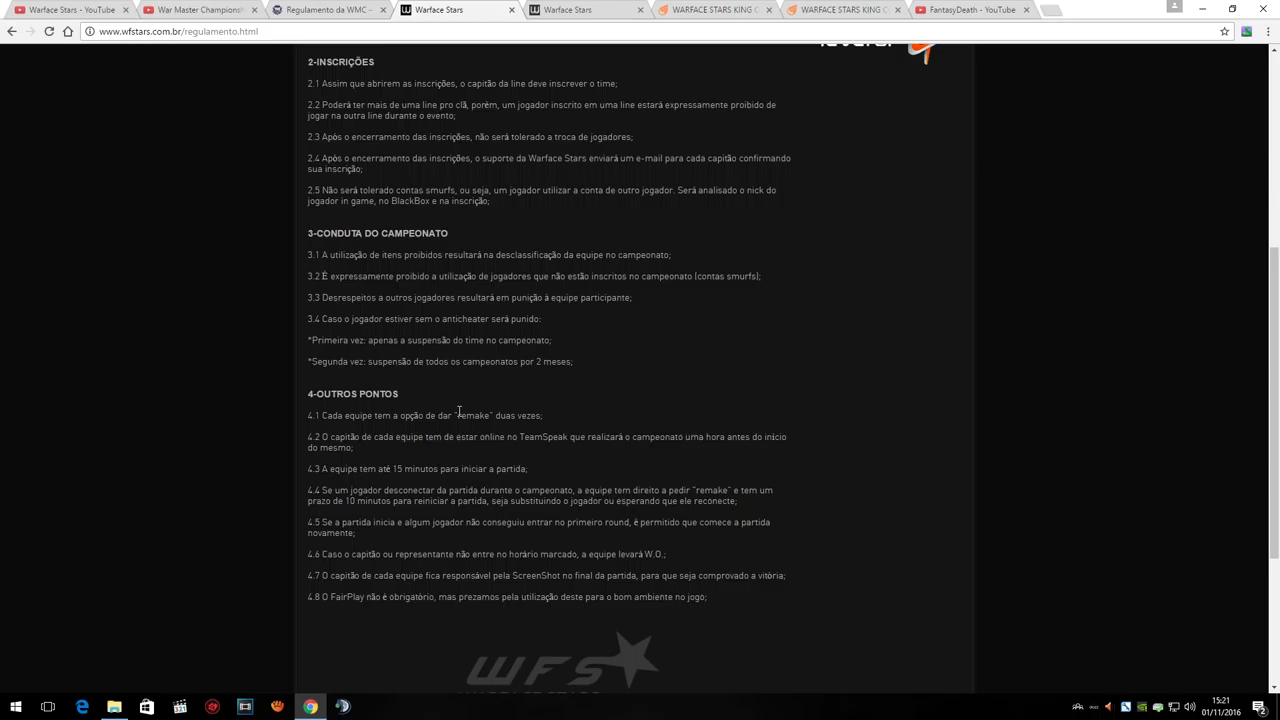 Warface Stars - YouTube
War Master Championsh
Regulamento da WMC –
Warface Stars
Warface Stars
WARFACE STARS KING O
WARFACE STARS KING O
FantasyDeath - YouTube
www.wfstars.com.br/regulamento.html
2-INSCRIÇÕES
2.1 Assim que abrirem as inscrições, o capitão da line deve inscrever o time;
2.2 Poderá ter mais de uma line pro clã, porém, um jogador inscrito em uma line estará expressamente proibido de
jogar na outra line durante o evento;
2.3 Após o encerramento das inscrições, não será tolerado a troca de jogadores;
2.4 Após o encerramento das inscrições, o suporte da Warface Stars enviará um e-mail para cada capitão confirmando
sua inscrição;
2.5 Não será tolerado contas smurfs, ou seja, um jogador utilizar a conta de outro jogador. Será analisado o nick do
jogador in game, no BlackBox e na inscrição;
3-CONDUTA DO CAMPEONATO
3.1 A utilização de itens proibidos resultará na desclassificação da equipe no campeonato;
3.2 É expressamente proibido a utilização de jogadores que não estão inscritos no campeonato (contas smurfs);
3.3 Desrespeitos a outros jogadores resultará em punição à equipe participante;
3.4 Caso o jogador estiver sem o anticheater será punido:
*Primeira vez: apenas a suspensão do time no campeonato;
*Segunda vez: suspensão de todos os campeonatos por 2 meses;
4-OUTROS PONTOS
4.1 Cada equipe tem a opção de dar "remake" duas vezes;
4.2 O capitão de cada equipe tem de estar online no TeamSpeak que realizará o campeonato uma hora antes do início
do mesmo;
4.3 A equipe tem até 15 minutos para iniciar a partida;
4.4 Se um jogador desconectar da partida durante o campeonato, a equipe tem direito a pedir "remake" e tem um
prazo de 10 minutos para reiniciar a partida, seja substituindo o jogador ou esperando que ele reconecte;
4.5 Se a partida inicia e algum jogador não conseguiu entrar no primeiro round, é permitido que comece a partida
novamente;
4.6 Caso o capitão ou representante não entre no horário marcado, a equipe levará W.O.;
4.7 O capitão de cada equipe fica responsável pela ScreenShot no final da partida, para que seja comprovado a vitória;
4.8 O FairPlay não é obrigatório, mas prezamos pela utilização deste para o bom ambiente no jogo;
WFS
15:21
01/11/2016